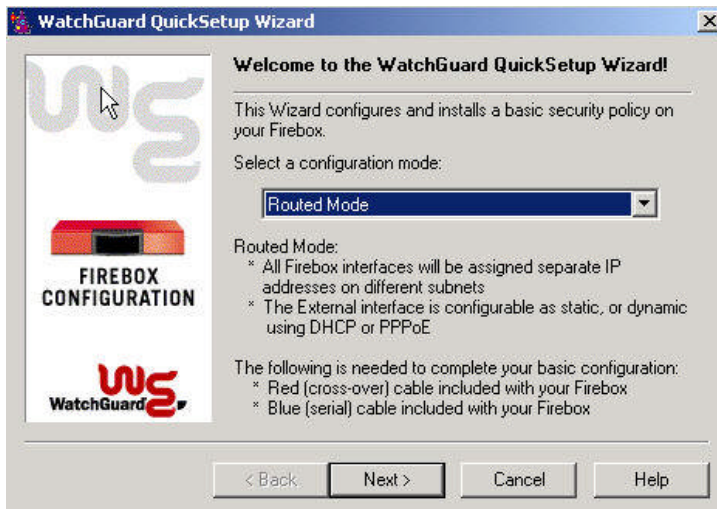 WatchGuard QuickSetup Wizard
Welcome to the WatchGuard QuickSetup Wizard!
This Wizard configures and installs a basic security policy on
your Firebox.
Select a configuration mode:
Routed Mode
Routed Mode:
* All Firebox interfaces will be assigned separate IP
addresses on different subnets
* The External interface is configurable as static, or dynamic
using DHCP or PPPoE
The following is needed to complete your basic configuration:
* Red (cross-over) cable included with your Firebox
* Blue (serial) cable included with your Firebox
WG
FIREBOX
CONFIGURATION
WG
WatchGuard
< Back
Next >
Cancel
Help